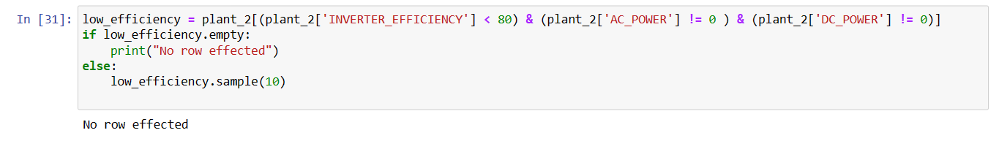 In [31]: low_efficiency = plant_2[(plant_2['INVERTER_EFFICIENCY'] < 80) & (plant_2['AC_POWER'] != 0 ) & (plant_2['DC_POWER'] != 0)]
if low_efficiency.empty:
    print("No row effected")
else:
    low_efficiency.sample(10)
No row effected